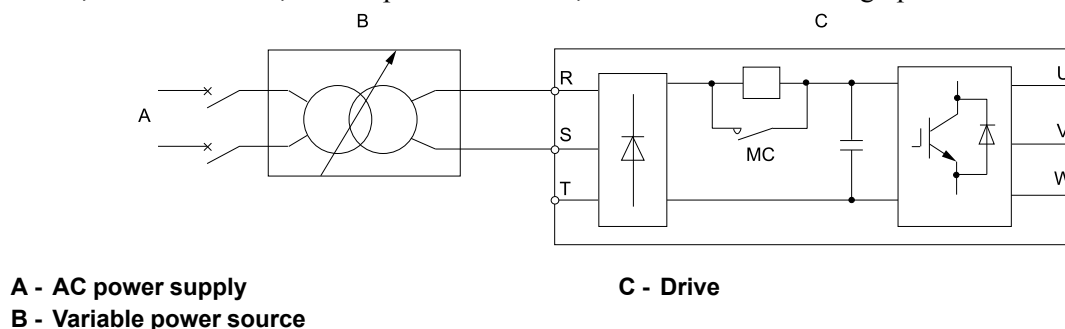 B C
A
R
S
T
MC
U
V
W
A - AC power supply C - Drive
B - Variable power source